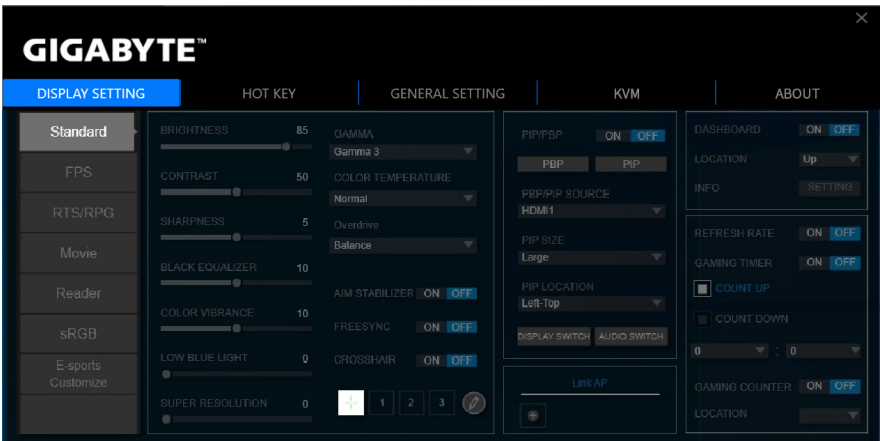 GIGABYTE™
DISPLAY SETTING
HOT KEY
GENERAL SETTING
KVM
ABOUT
Standard
FPS
RTS/RPG
Movie
Reader
sRGB
E-sports
Customize
BRIGHTNESS 85
CONTRAST 50
SHARPNESS 5
BLACK EQUALIZER 10
COLOR VIBRANCE 10
LOW BLUE LIGHT 0
SUPER RESOLUTION 0
GAMMA
Gamma 3
COLOR TEMPERATURE
Normal
Overdrive
Balance
AIM STABILIZER ON OFF
FREESYNC ON OFF
CROSSHAIR ON OFF
1 2 3
PIP/PBP ON OFF
PBP PIP
PBP/PIP SOURCE
HDMI1
PIP SIZE
Large
PIP LOCATION
Left-Top
DISPLAY SWITCH AUDIO SWITCH
Link AP
DASHBOARD ON OFF
LOCATION Up
INFO SETTING
REFRESH RATE ON OFF
GAMING TIMER ON OFF
COUNT UP
COUNT DOWN
0 : 0
GAMING COUNTER ON OFF
LOCATION